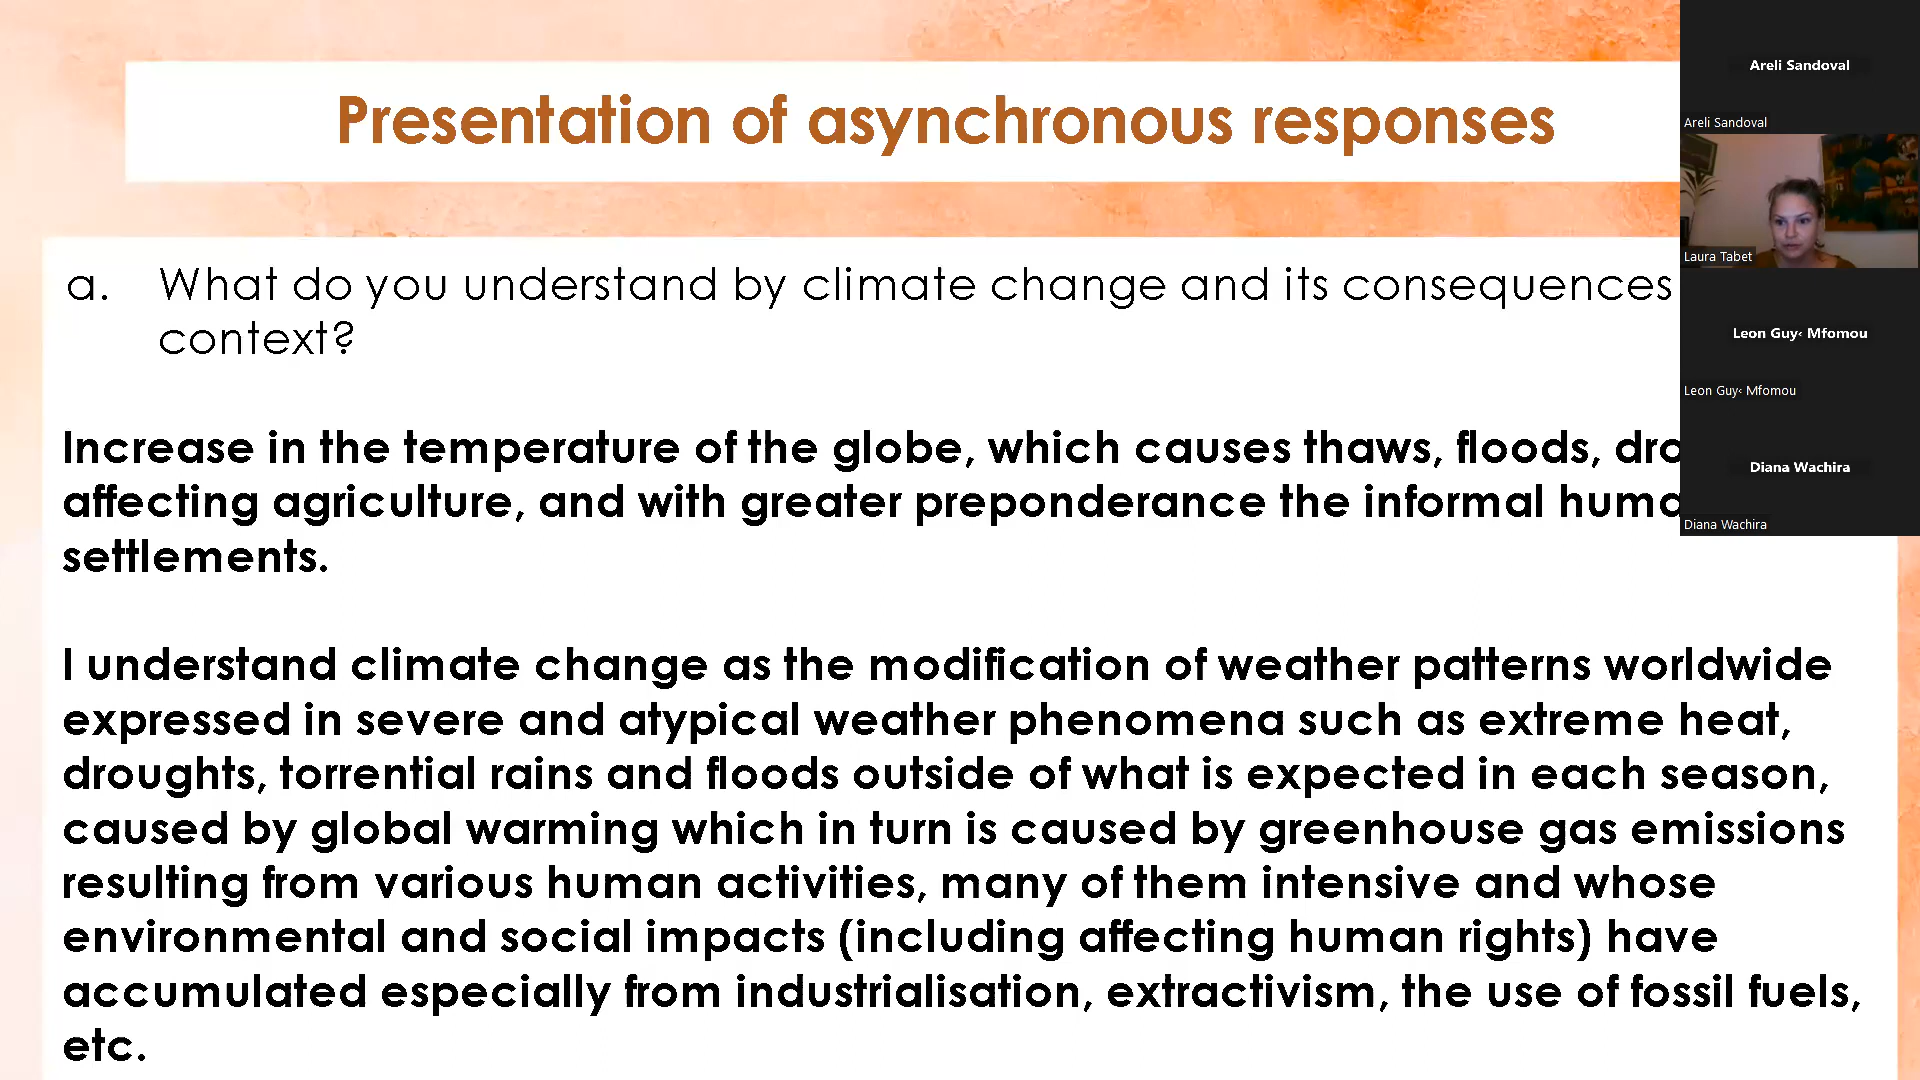 Presentation of asynchronous responses
a. What do you understand by climate change and its consequences
context?
Increase in the temperature of the globe, which causes thaws, floods,
affecting agriculture, and with greater preponderance the informal
settlements.
I understand climate change as the modification of weather patterns worldwide
expressed in severe and atypical weather phenomena such as extreme heat,
droughts, torrential rains and floods outside of what is expected in each season,
caused by global warming which in turn is caused by greenhouse gas emissions
resulting from various human activities, many of them intensive and whose
environmental and social impacts (including affecting human rights) have
accumulated especially from industrialisation, extractivism, the use of fossil fuels,
etc.
Areli Sandoval
Areli Sandoval
Laura Tabet
Leon Guy‹ Mfomou
Leon Guy‹ Mfomou
Diana Wachira
Diana Wachira